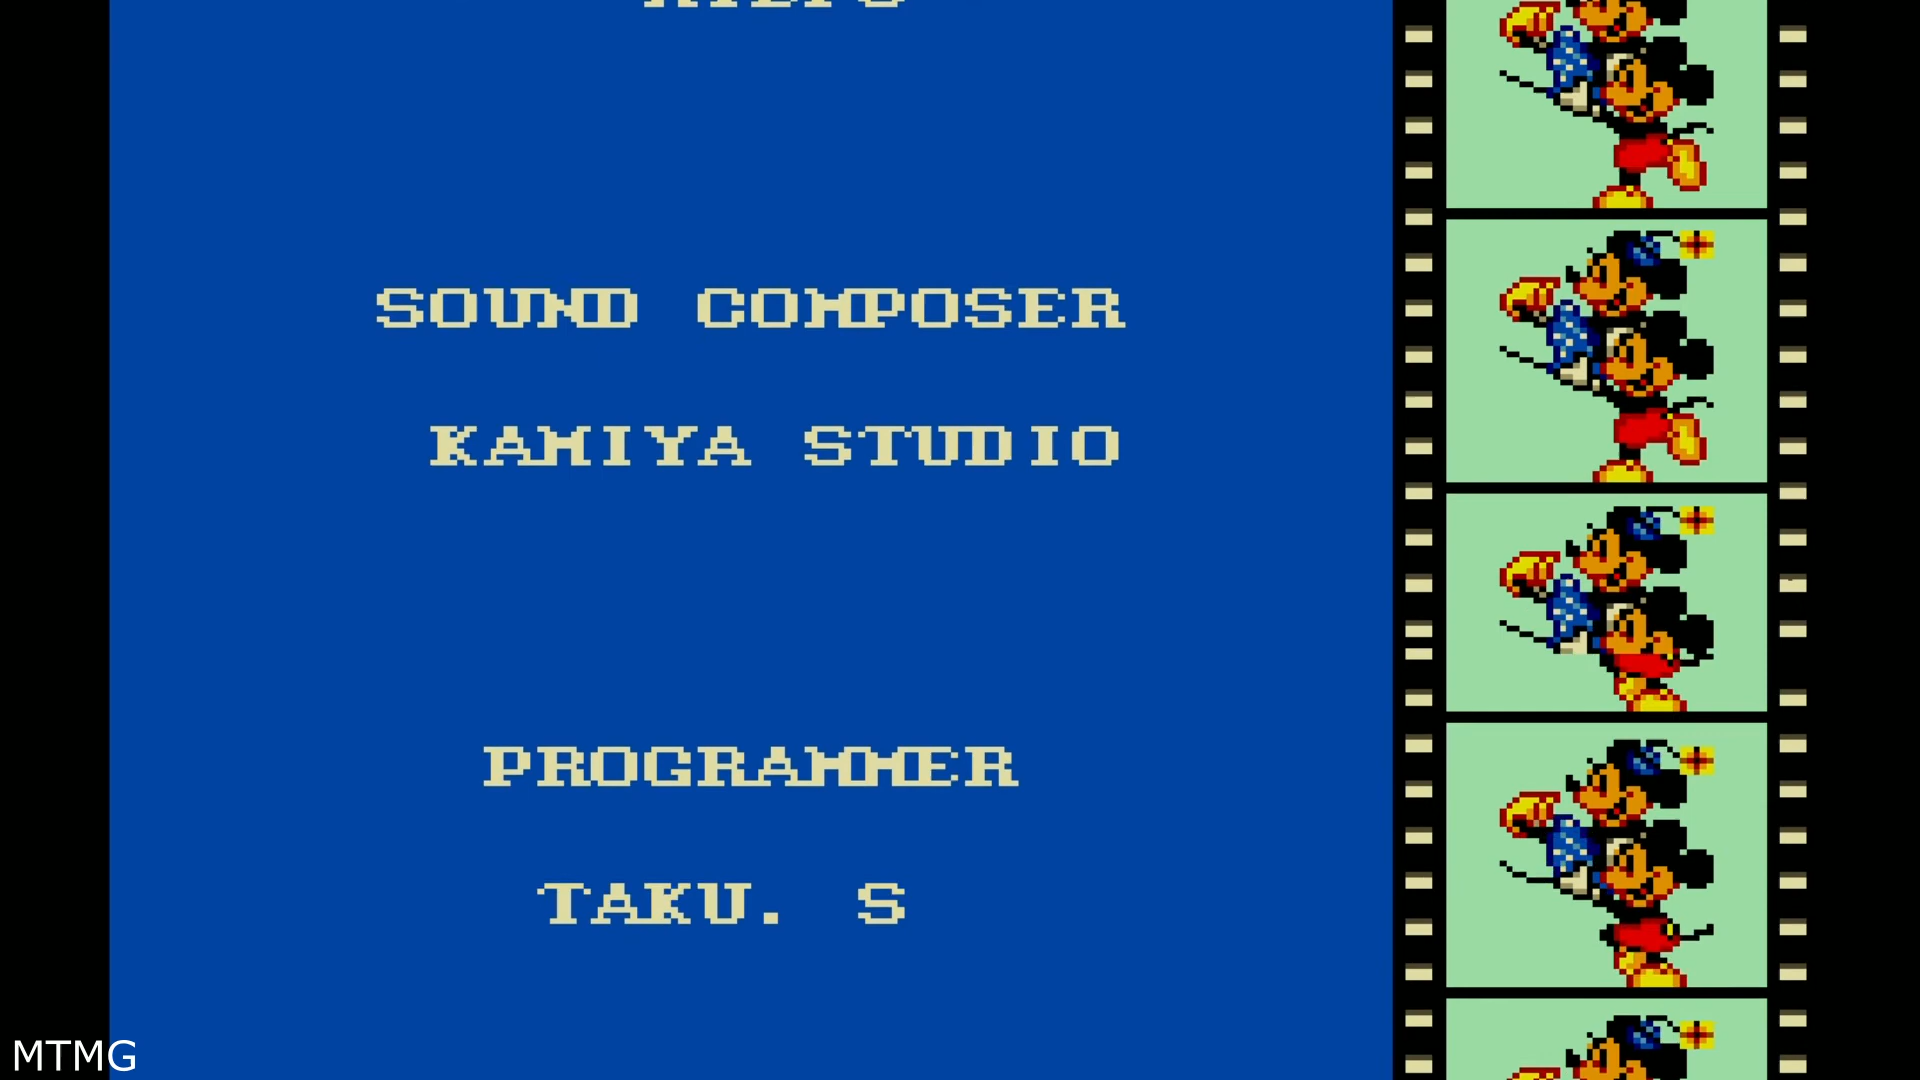 SOUND COMPOSER
KAMIYA STUDIO
PROGRAMMER
TAKU. S
MTMG